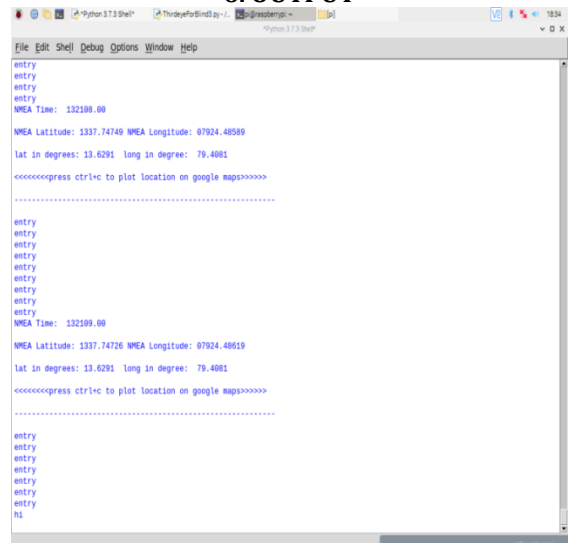 *Python 3.7.3 Shell* ThirdeyeForBlind3.py - /... pi@raspberrypi: ~ [pi] 1834
*Python 3.7.3 Shell*
File Edit Shell Debug Options Window Help
entry
entry
entry
entry
NMEA Time: 132108.00
NMEA Latitude: 1337.74749 NMEA Longitude: 07924.48589
lat in degrees: 13.6291 long in degree: 79.4081
<<<<<<<<press ctrl+c to plot location on google maps>>>>>>
------------------------------------------------------------
entry
entry
entry
entry
entry
entry
entry
entry
entry
NMEA Time: 132109.00
NMEA Latitude: 1337.74726 NMEA Longitude: 07924.48619
lat in degrees: 13.6291 long in degree: 79.4081
<<<<<<<<press ctrl+c to plot location on google maps>>>>>>
------------------------------------------------------------
entry
entry
entry
entry
entry
entry
entry
hi